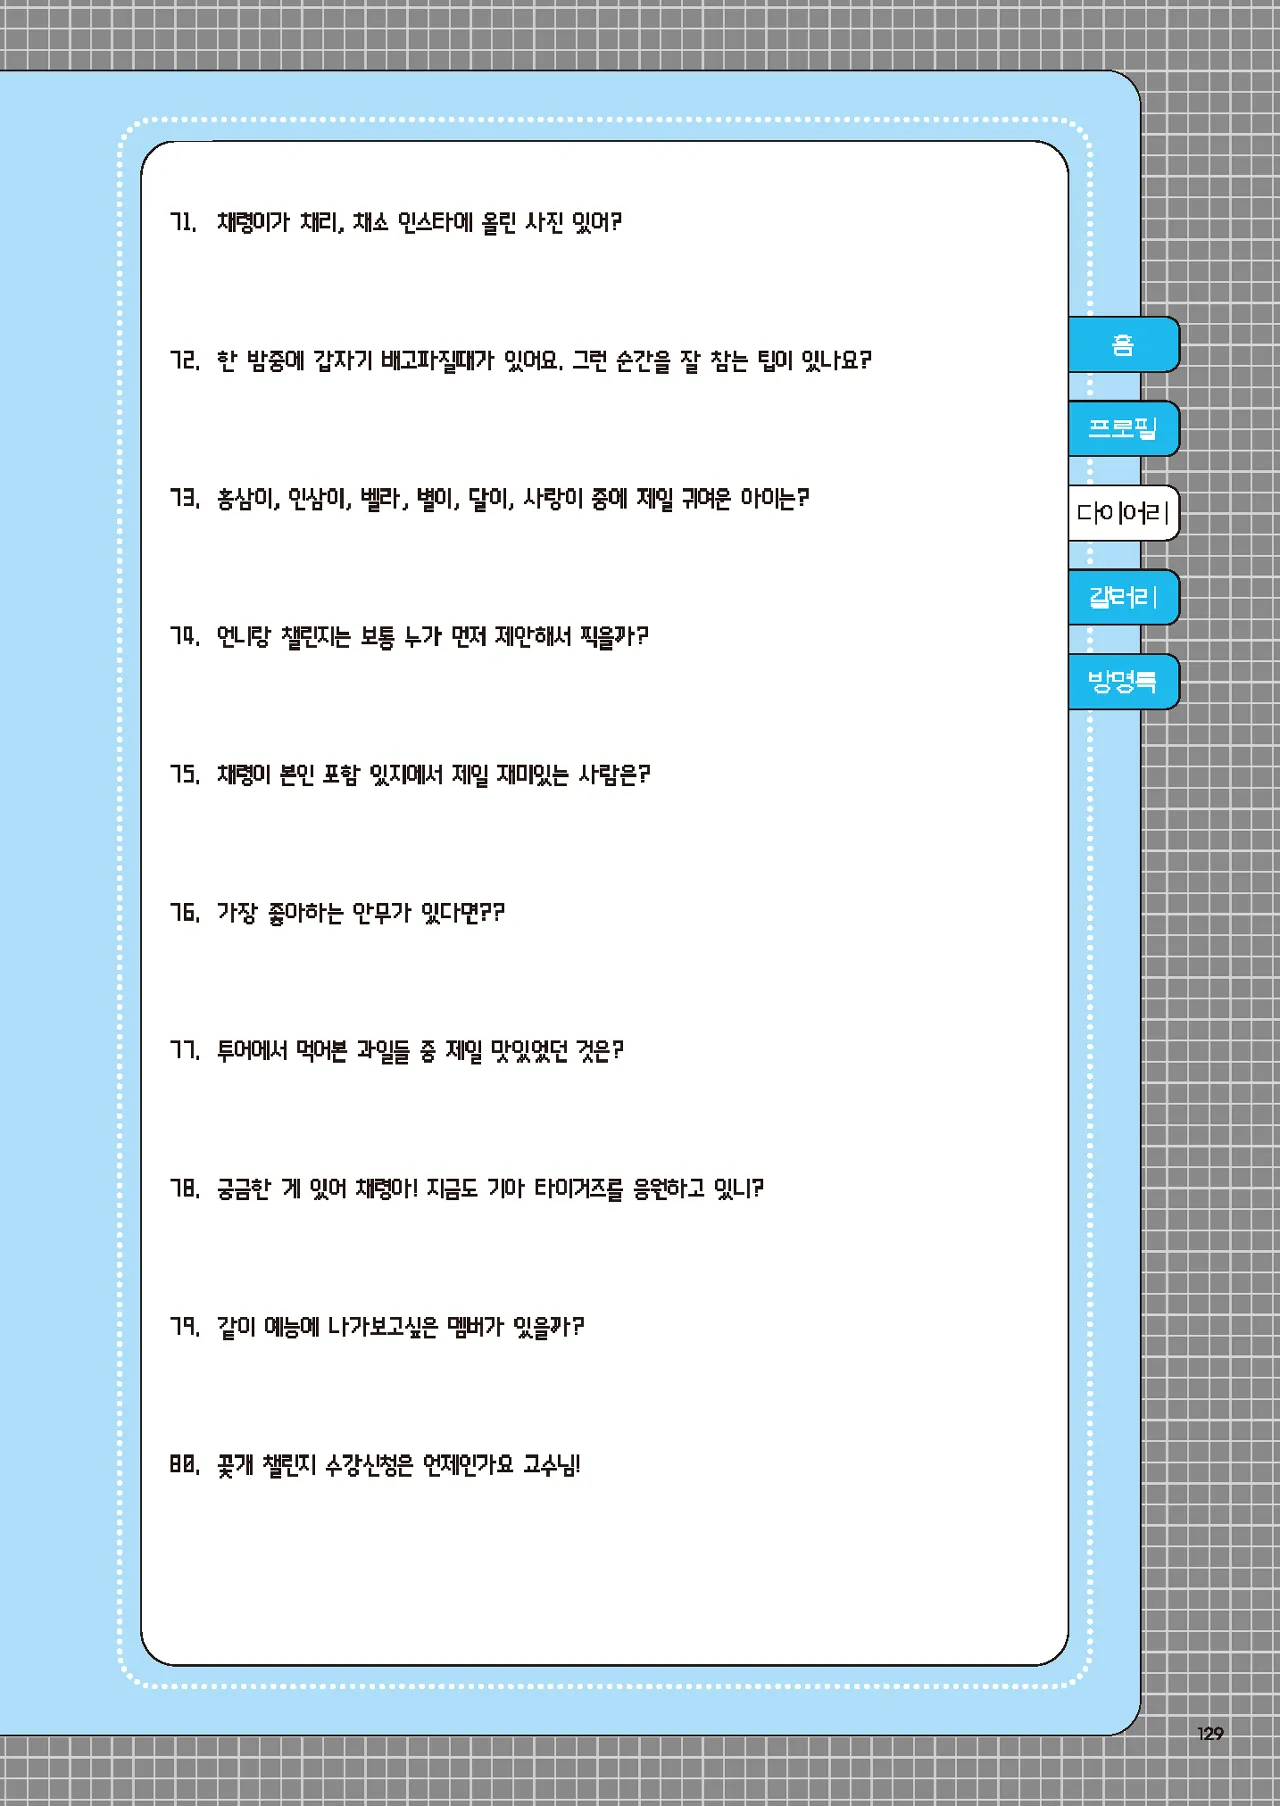 71. 채령이가 채리, 채소 인스타에 올린 사진 있어?
72. 한 밤중에 갑자기 배고파질때가 있어요. 그런 순간을 잘 참는 팁이 있나요?
73. 홍삼이, 인삼이, 벨라, 별이, 달이, 사랑이 중에 제일 귀여운 아이는?
74. 언니랑 챌린지는 보통 누가 먼저 제안해서 찍을까?
75. 채령이 본인 포함 있지에서 제일 재미있는 사람은?
76. 가장 좋아하는 안무가 있다면??
77. 투어에서 먹어본 과일들 중 제일 맛있었던 것은?
78. 궁금한 게 있어 채령아! 지금도 기아 타이거즈를 응원하고 있니?
79. 같이 예능에 나가보고싶은 멤버가 있을까?
80. 꽃게 챌린지 수강신청은 언제인가요 교수님!
홈
프로필
다이어리
갤러리
방명록
129